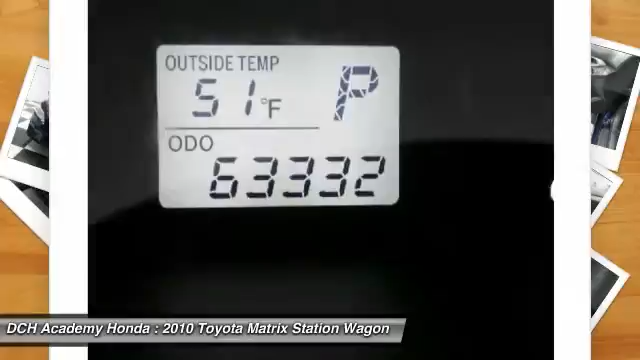 OUTSIDE TEMP
51°F P
ODO
63332
DCH Academy Honda : 2010 Toyota Matrix Station Wagon